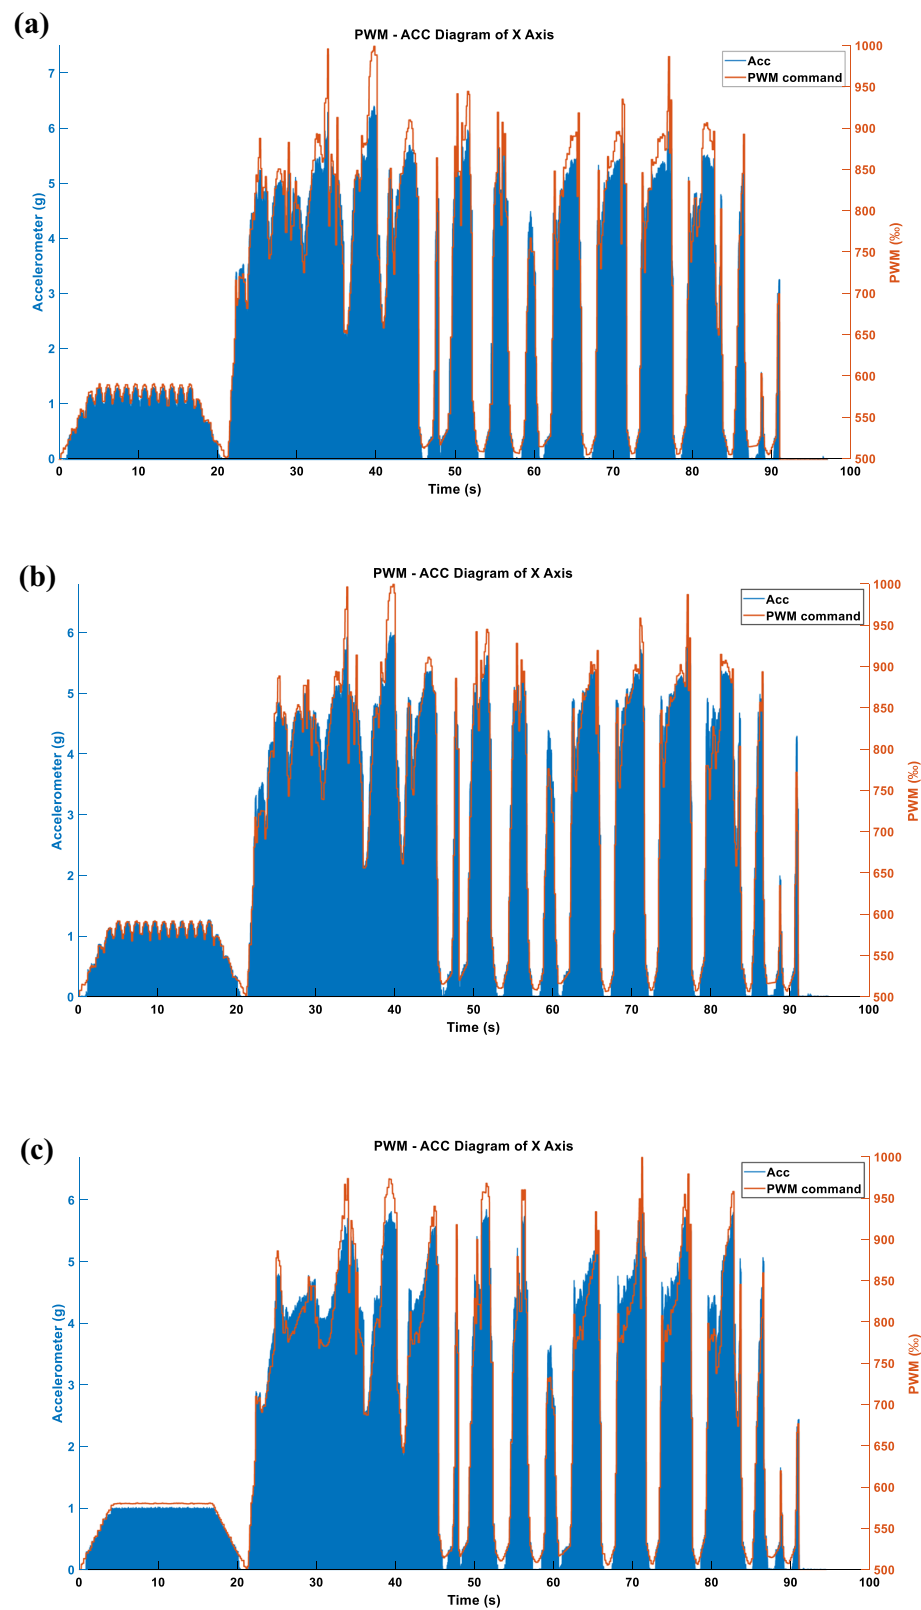 (a)
PWM - ACC Diagram of X Axis
Acc
PWM command
Accelerometer (g)
0
1
2
3
4
5
6
7
PWM (‰)
500
550
600
650
700
750
800
850
900
950
1000
0 10 20 30 40 50 60 70 80 90 100
Time (s)
(b)
PWM - ACC Diagram of X Axis
Acc
PWM command
Accelerometer (g)
0
1
2
3
4
5
6
PWM (‰)
500
550
600
650
700
750
800
850
900
950
1000
0 10 20 30 40 50 60 70 80 90 100
Time (s)
(c)
PWM - ACC Diagram of X Axis
Acc
PWM command
Accelerometer (g)
0
1
2
3
4
5
6
PWM (‰)
500
550
600
650
700
750
800
850
900
950
1000
0 10 20 30 40 50 60 70 80 90 100
Time (s)